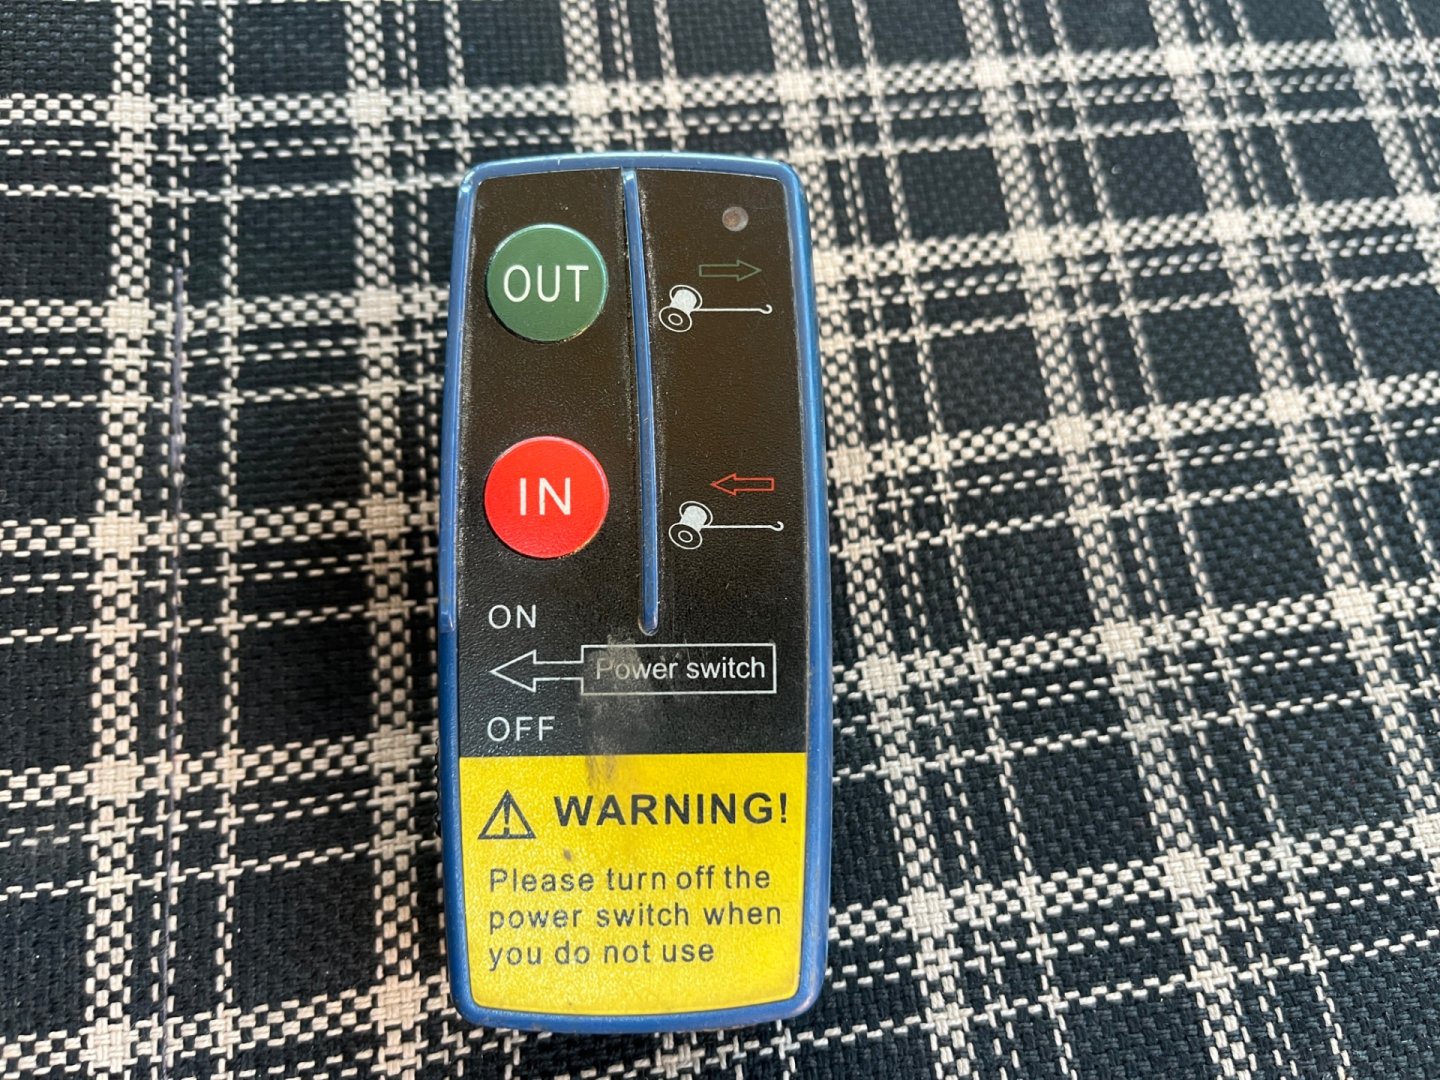 OUT
IN
ON
Power switch
OFF
WARNING!
Please turn off the
power switch when
you do not use